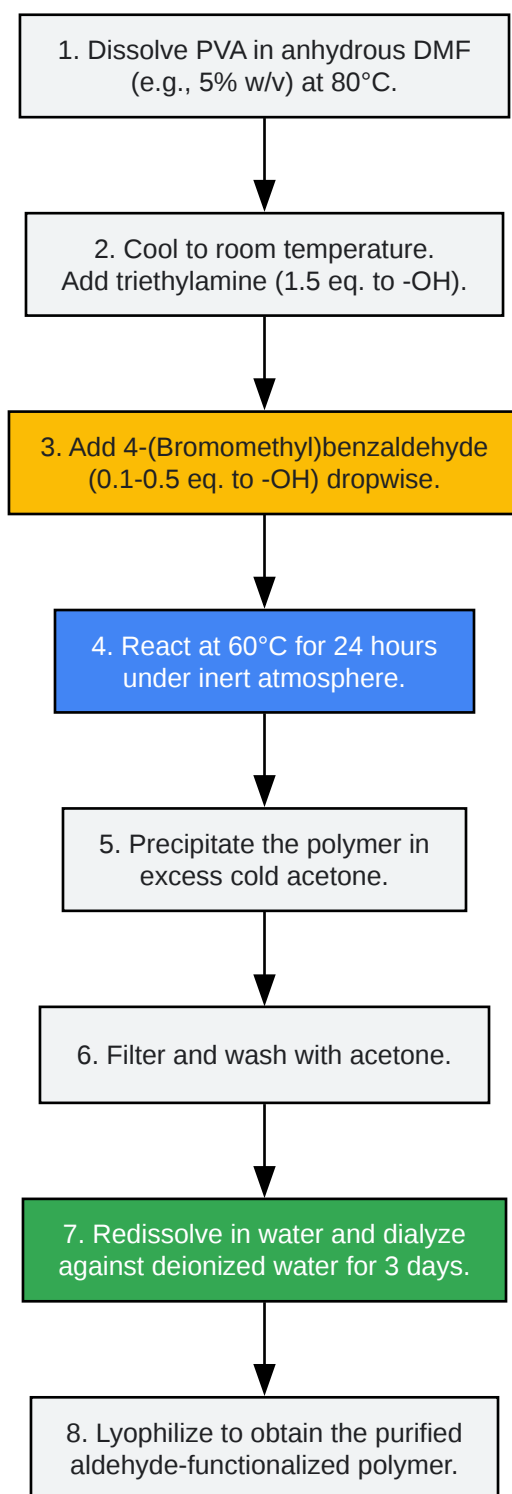 1. Dissolve PVA in anhydrous DMF
(e.g., 5% w/v) at 80°C.
2. Cool to room temperature.
Add triethylamine (1.5 eq. to -OH).
3. Add 4-(Bromomethyl)benzaldehyde
(0.1-0.5 eq. to -OH) dropwise.
4. React at 60°C for 24 hours
under inert atmosphere.
5. Precipitate the polymer in
excess cold acetone.
6. Filter and wash with acetone.
7. Redissolve in water and dialyze
against deionized water for 3 days.
8. Lyophilize to obtain the purified
aldehyde-functionalized polymer.